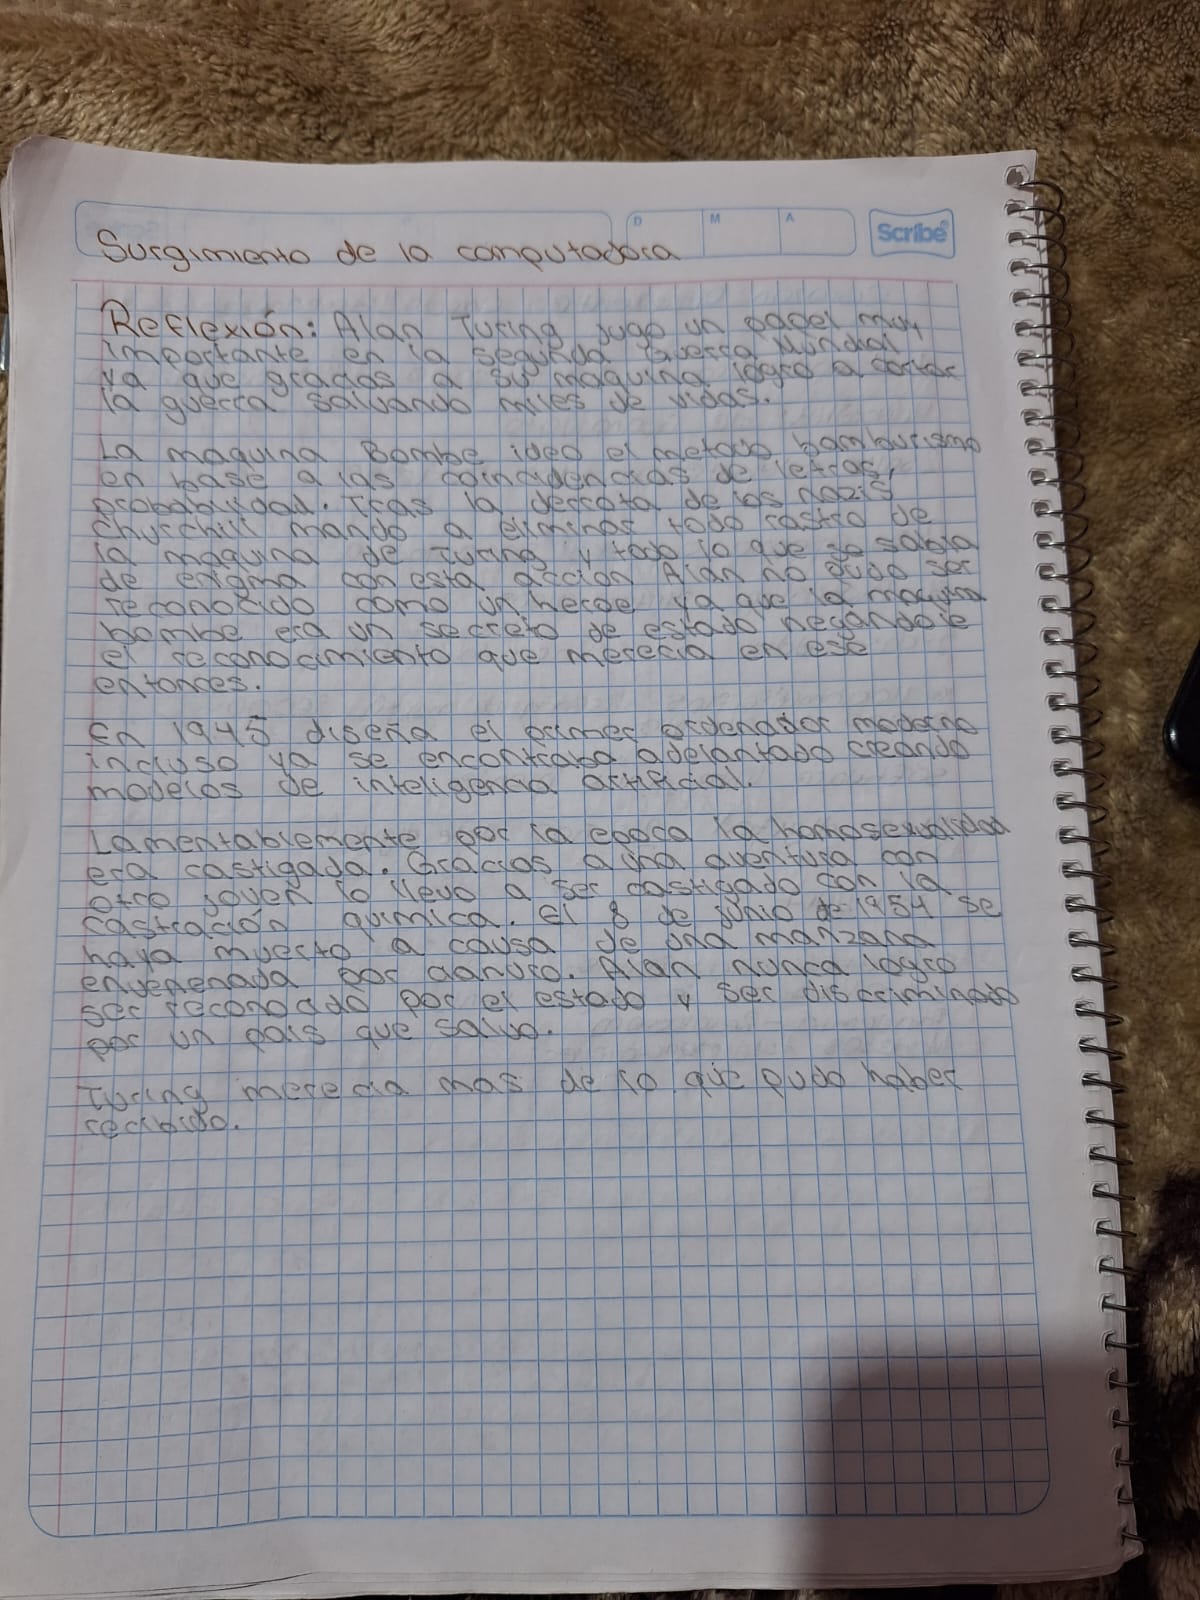 D M A
Scribe
Surgimiento de la computadora
Reflexión: Alan Turing jugo un papel muy
importante en la Segunda Guerra Mundial,
ya que gracias a su maquina logro a cortar
la guerra salvando miles de vidas.
La maquina Bombe ideo el metodo bamburismo
en base a las coincidencias de letras,
probabilidad. Tras la derrota de los nazis
Churchill mando a eliminar todo rastro de
la maquina de Turing y todo lo que se sabia
de enigma con esta acción Alan no pudo ser
reconocido como un heroe ya que la maquina
bombe era un secreto de estado negandole
el reconocimiento que merecia en ese
entonces.
En 1945 diseña el primer ordenador moderno
incluso ya se encontraba adelantado creando
modelos de inteligencia artificial.
Lamentablemente por la epoca la homosexualidad
era castigada. Gracias a una aventura con
otro joven lo llevo a ser castigado con la
castración quimica. el 8 de junio de 1954 se
haya muerto a causa de una manzana
envenenada por cianuro. Alan nunca logro
ser reconocido por el estado y ser discriminado
por un pais que salvo.
Turing merecia mas de lo que pudo haber
recibido.